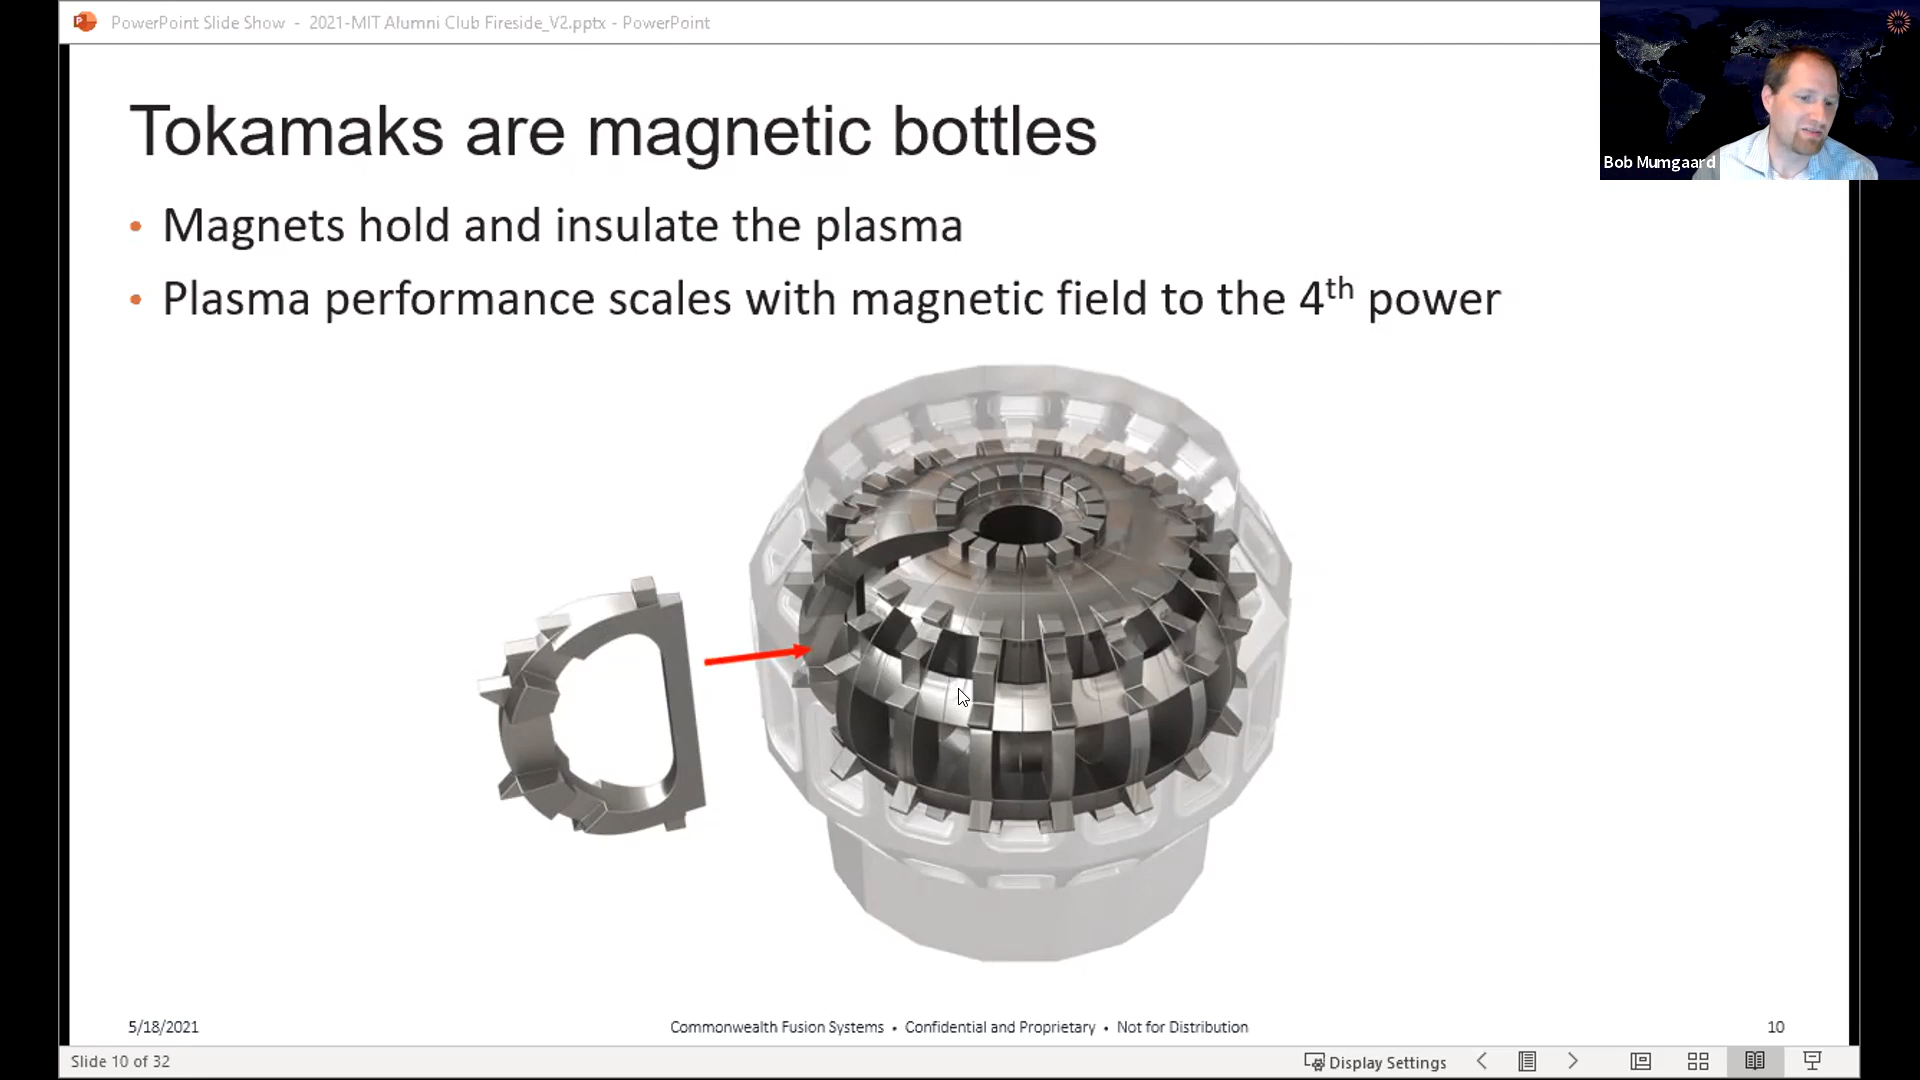 PowerPoint Slide Show - 2021-MIT Alumni Club Fireside_V2.pptx - PowerPoint
Bob Mumgaard
Tokamaks are magnetic bottles
• Magnets hold and insulate the plasma
• Plasma performance scales with magnetic field to the 4th power
5/18/2021
Commonwealth Fusion Systems • Confidential and Proprietary • Not for Distribution
10
Slide 10 of 32
Display Settings